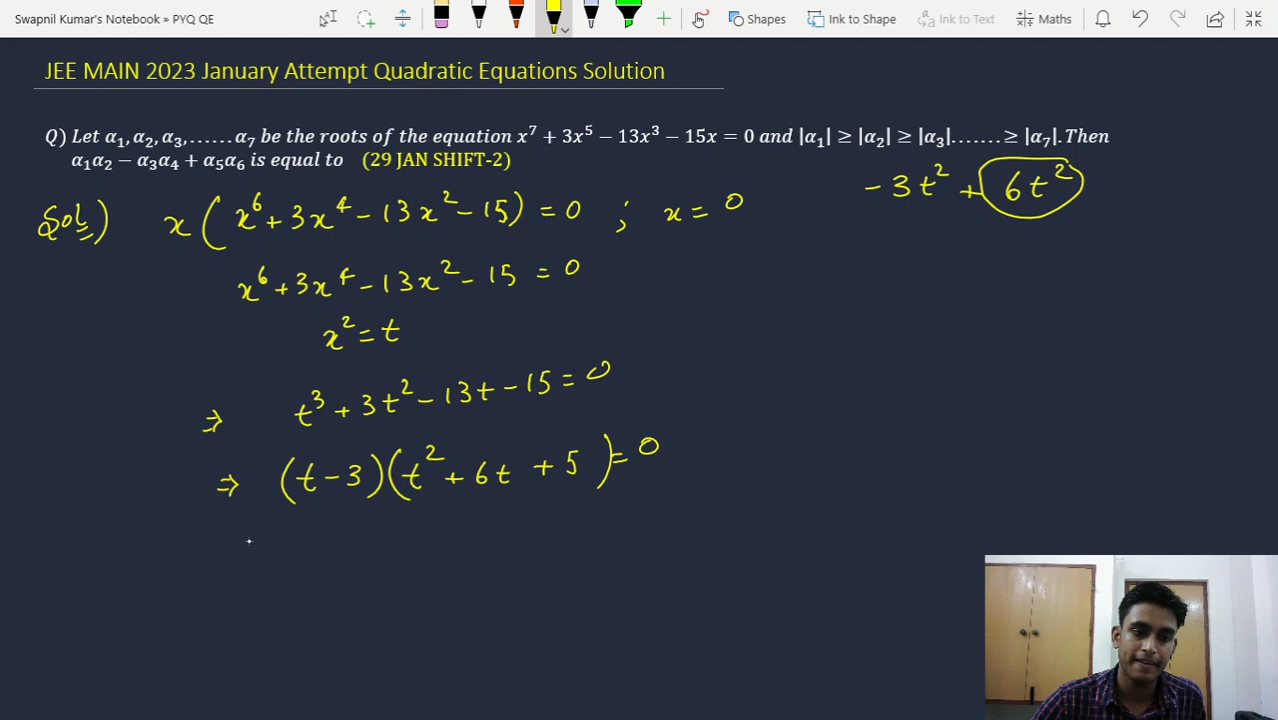 Swapnil Kumar's Notebook » PYQ QE
Shapes
Ink to Shape
Ink to Text
Maths
JEE MAIN 2023 January Attempt Quadratic Equations Solution
Q) Let α₁, α₂, α₃, ...... α₇ be the roots of the equation x⁷ + 3x⁵ − 13x³ − 15x = 0 and |α₁| ≥ |α₂| ≥ |α₃| ....... ≥ |α₇|. Then
α₁α₂ − α₃α₄ + α₅α₆ is equal to (29 JAN SHIFT-2)
-3t² + 6t²
Sol) x(x⁶ + 3x⁴ - 13x² - 15) = 0 ; x = 0
x⁶ + 3x⁴ - 13x² - 15 = 0
x² = t
⇒ t³ + 3t² - 13t - 15 = 0
⇒ (t - 3)(t² + 6t + 5) = 0